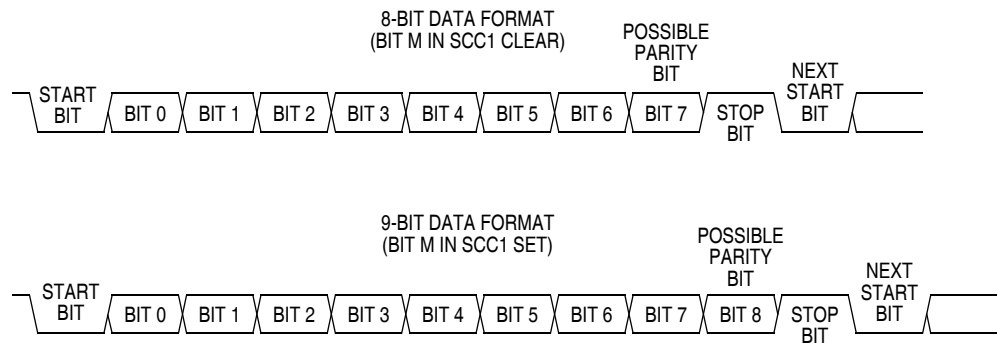 8-BIT DATA FORMAT
(BIT M IN SCC1 CLEAR)
POSSIBLE
PARITY
BIT
START
BIT
BIT 0
BIT 1
BIT 2
BIT 3
BIT 4
BIT 5
BIT 6
BIT 7
STOP
BIT
NEXT
START
BIT
9-BIT DATA FORMAT
(BIT M IN SCC1 SET)
POSSIBLE
PARITY
BIT
START
BIT
BIT 0
BIT 1
BIT 2
BIT 3
BIT 4
BIT 5
BIT 6
BIT 7
BIT 8
STOP
BIT
NEXT
START
BIT